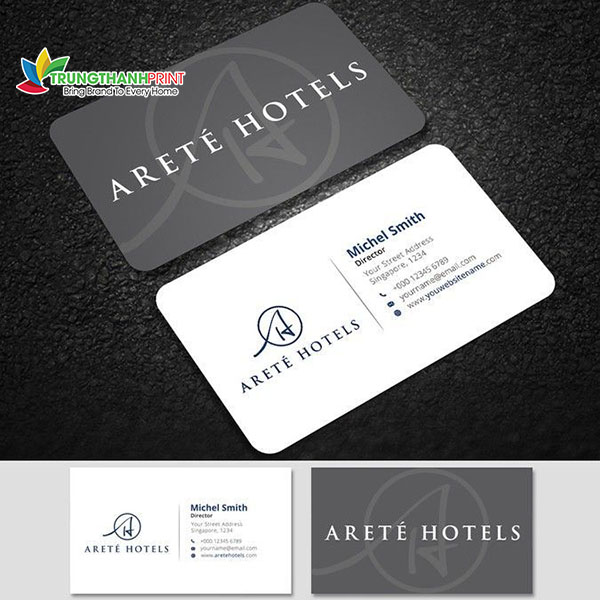 TRUNGTHANHPRINT
Bring Brand To Every Home
ARETÉ HOTELS
Michel Smith
Director
Your Street Address
Singapore, 1234
+000 12345 6789
yourname@email.com
www.youwebsitename.com
ARETÉ HOTELS
Michel Smith
Director
Your Street Address
Singapore, 1234
+000 12345 6789
yourname@email.com
www.aretehotels.com
ARETÉ HOTELS
ARETÉ HOTELS